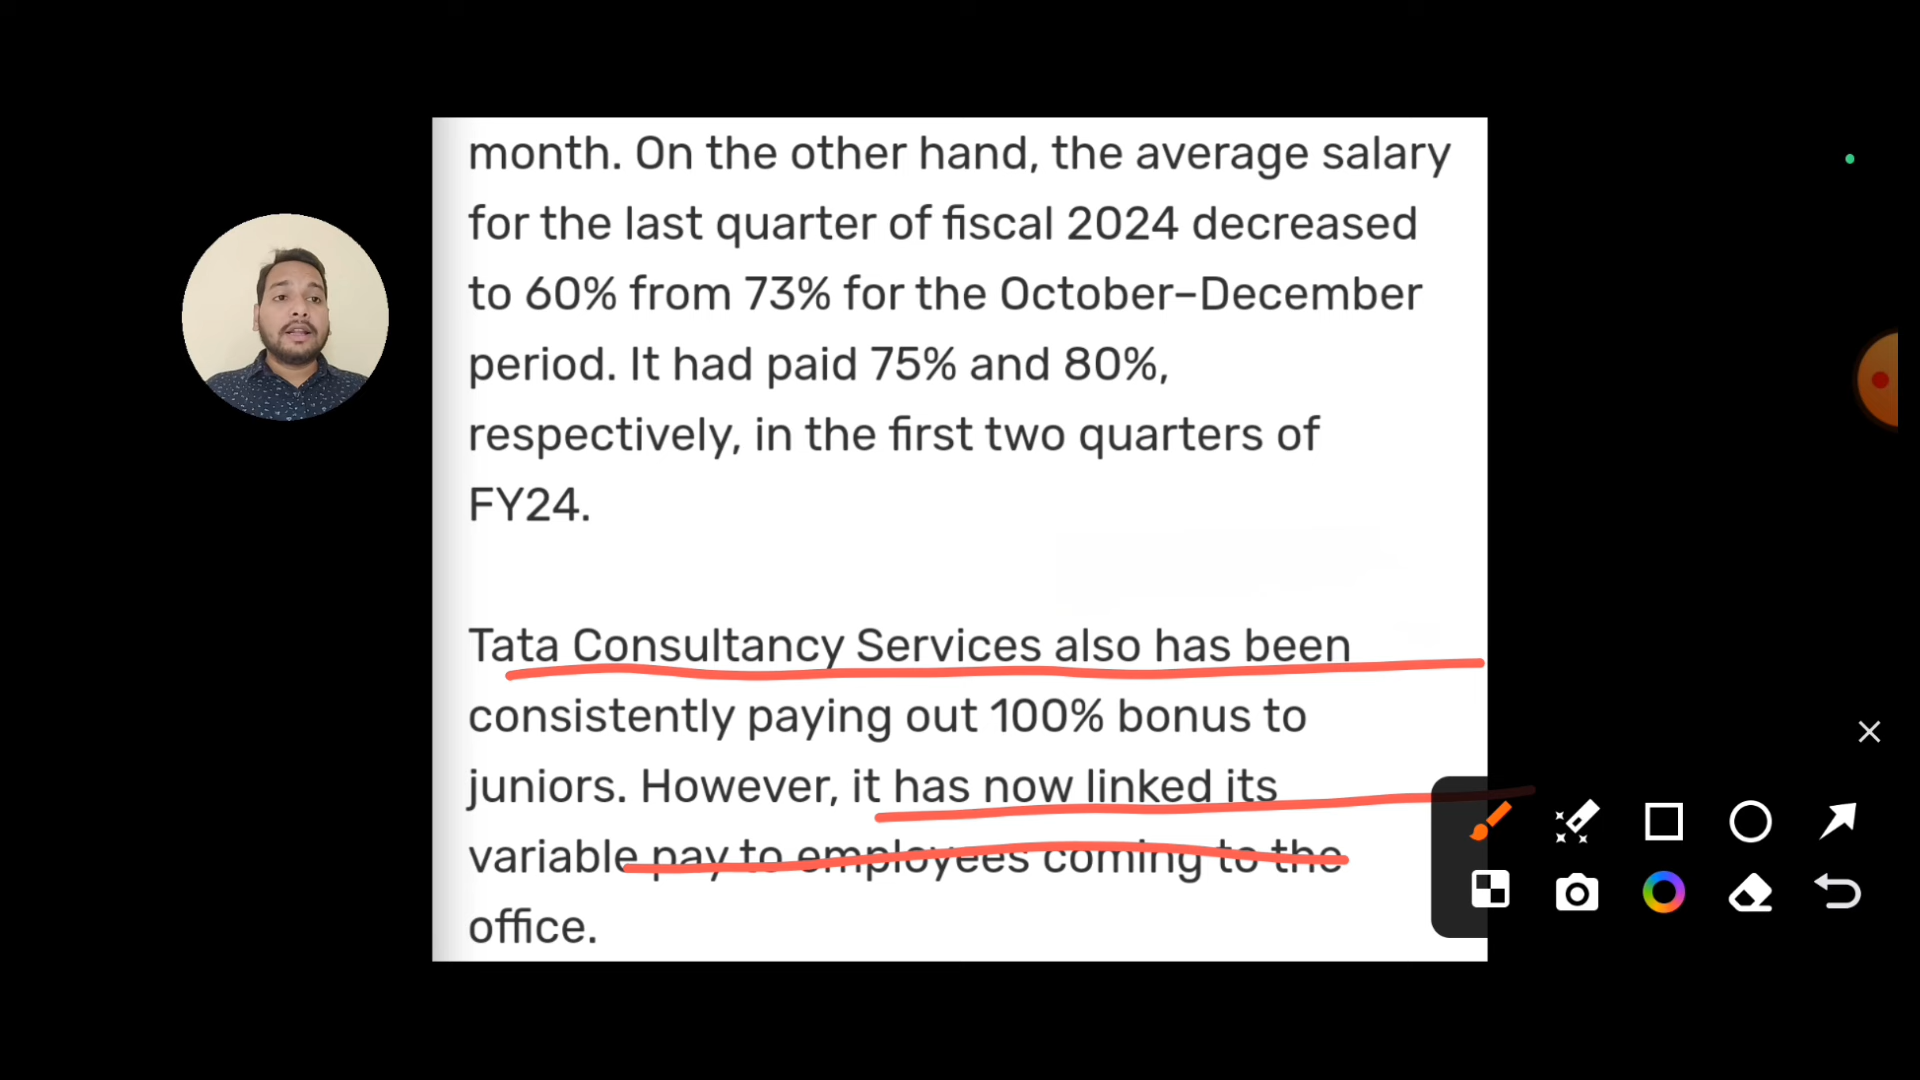 month. On the other hand, the average salary
for the last quarter of fiscal 2024 decreased
to 60% from 73% for the October–December
period. It had paid 75% and 80%,
respectively, in the first two quarters of
FY24.
Tata Consultancy Services also has been
consistently paying out 100% bonus to
juniors. However, it has now linked its
variable pay to employees coming to the
office.